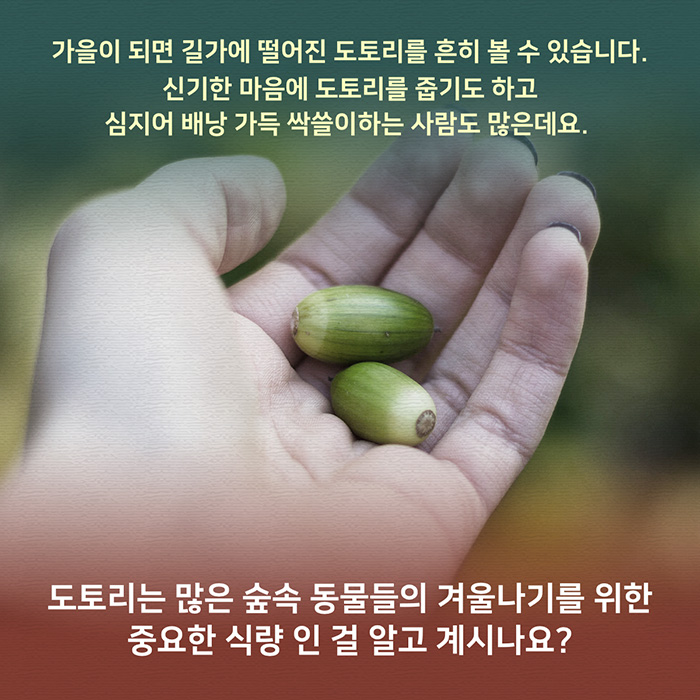 가을이 되면 길가에 떨어진 도토리를 흔히 볼 수 있습니다.
신기한 마음에 도토리를 줍기도 하고
심지어 배낭 가득 싹쓸이하는 사람도 많은데요.
도토리는 많은 숲속 동물들의 겨울나기를 위한
중요한 식량 인 걸 알고 계시나요?